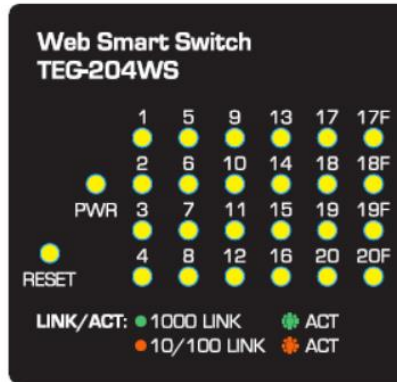 Web Smart Switch
TEG-204WS
1 5 9 13 17 17F
2 6 10 14 18 18F
PWR 3 7 11 15 19 19F
4 8 12 16 20 20F
RESET
LINK/ACT: 1000 LINK ACT
10/100 LINK ACT